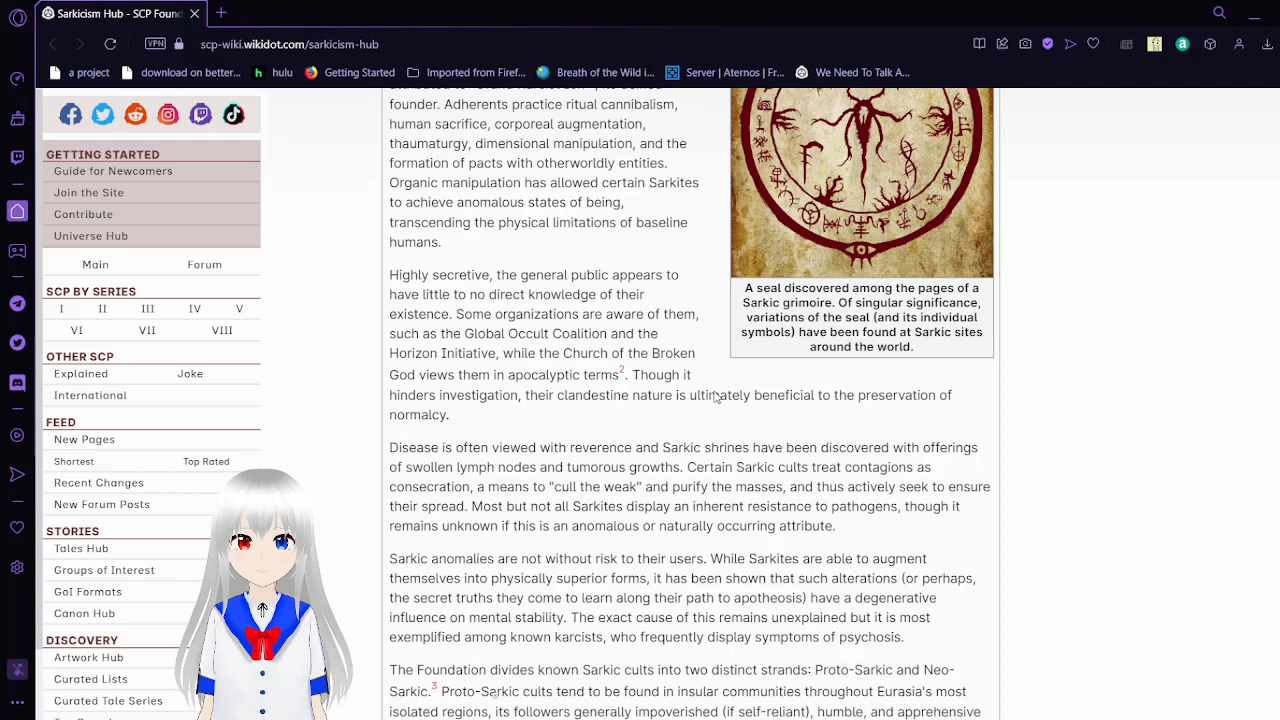 Sarkicism Hub - SCP Found
VPN
scp-wiki.wikidot.com/sarkicism-hub
a project
download on better...
hulu
Getting Started
Imported from Firef...
Breath of the Wild i...
Server | Aternos | Fr...
We Need To Talk A...
GETTING STARTED
Guide for Newcomers
Join the Site
Contribute
Universe Hub
Main Forum
SCP BY SERIES
I II III IV V
VI VII VIII
OTHER SCP
Explained Joke
International
FEED
New Pages
Shortest Top Rated
Recent Changes
New Forum Posts
STORIES
Tales Hub
Groups of Interest
GoI Formats
Canon Hub
DISCOVERY
Artwork Hub
Curated Lists
Curated Tale Series
founder. Adherents practice ritual cannibalism,
human sacrifice, corporeal augmentation,
thaumaturgy, dimensional manipulation, and the
formation of pacts with otherworldly entities.
Organic manipulation has allowed certain Sarkites
to achieve anomalous states of being,
transcending the physical limitations of baseline
humans.
Highly secretive, the general public appears to
have little to no direct knowledge of their
existence. Some organizations are aware of them,
such as the Global Occult Coalition and the
Horizon Initiative, while the Church of the Broken
God views them in apocalyptic terms2. Though it
hinders investigation, their clandestine nature is ultimately beneficial to the preservation of
normalcy.
Disease is often viewed with reverence and Sarkic shrines have been discovered with offerings
of swollen lymph nodes and tumorous growths. Certain Sarkic cults treat contagions as
consecration, a means to "cull the weak" and purify the masses, and thus actively seek to ensure
their spread. Most but not all Sarkites display an inherent resistance to pathogens, though it
remains unknown if this is an anomalous or naturally occurring attribute.
Sarkic anomalies are not without risk to their users. While Sarkites are able to augment
themselves into physically superior forms, it has been shown that such alterations (or perhaps,
the secret truths they come to learn along their path to apotheosis) have a degenerative
influence on mental stability. The exact cause of this remains unexplained but it is most
exemplified among known karcists, who frequently display symptoms of psychosis.
The Foundation divides known Sarkic cults into two distinct strands: Proto-Sarkic and Neo-
Sarkic.3 Proto-Sarkic cults tend to be found in insular communities throughout Eurasia's most
isolated regions, its followers generally impoverished (if self-reliant), humble, and apprehensive
A seal discovered among the pages of a
Sarkic grimoire. Of singular significance,
variations of the seal (and its individual
symbols) have been found at Sarkic sites
around the world.